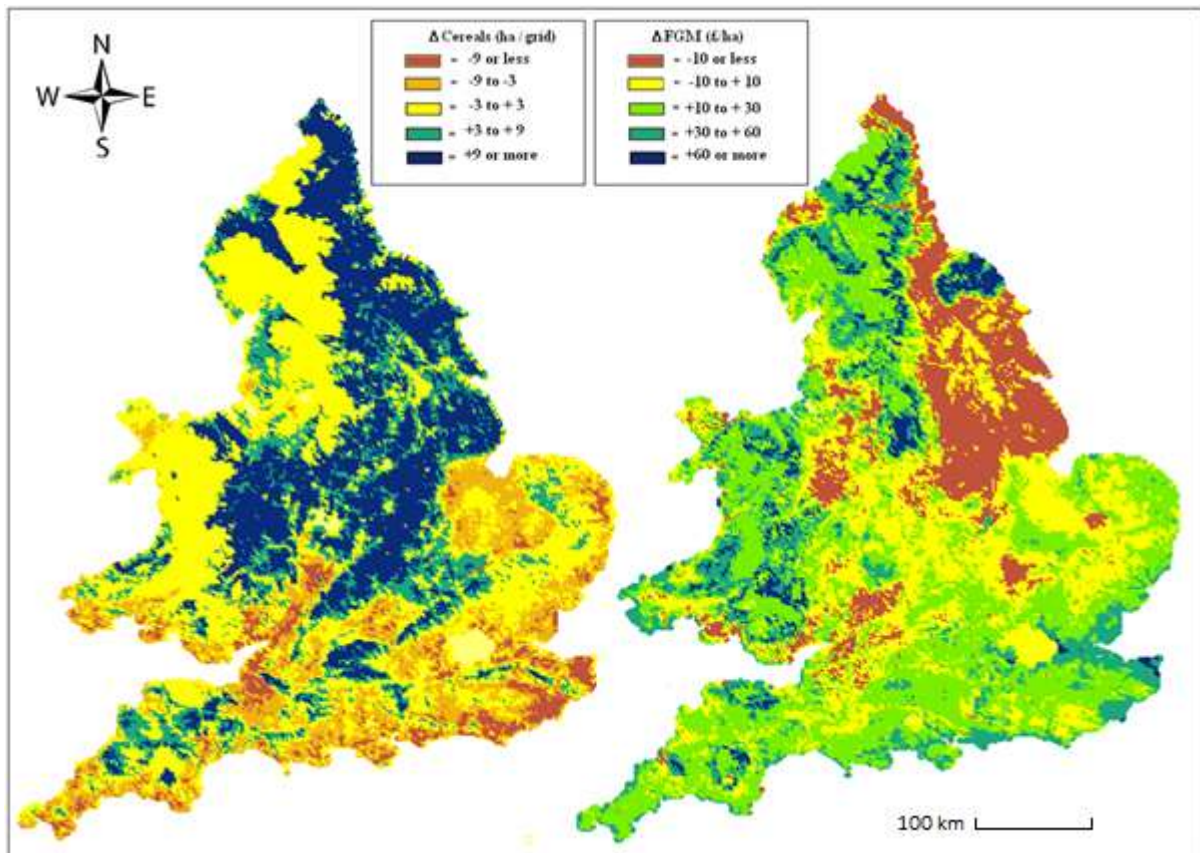 N
W E
S
Δ Cereals (ha / grid)
= -9 or less
= -9 to -3
= -3 to + 3
= +3 to + 9
= +9 or more
Δ FGM (£/ha)
= -10 or less
= -10 to + 10
= +10 to + 30
= +30 to + 60
= +60 or more
100 km